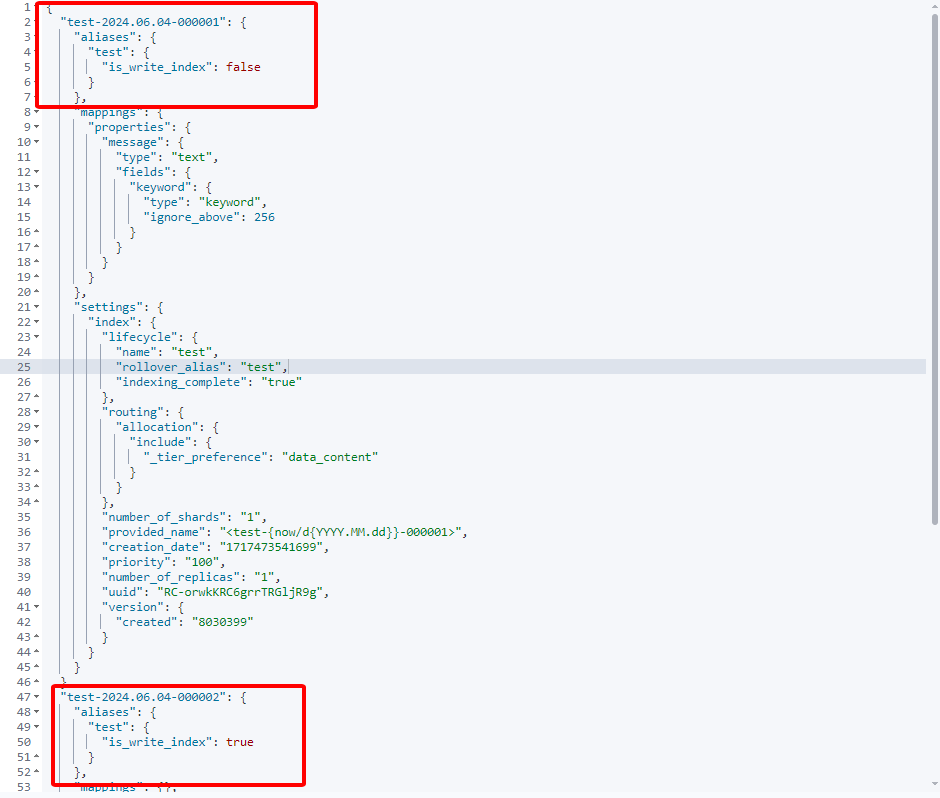 1 {
2 "test-2024.06.04-000001": {
3 "aliases": {
4 "test": {
5 "is_write_index": false
6 }
7 },
8 "mappings": {
9 "properties": {
10 "message": {
11 "type": "text",
12 "fields": {
13 "keyword": {
14 "type": "keyword",
15 "ignore_above": 256
16 }
17 }
18 }
19 }
20 },
21 "settings": {
22 "index": {
23 "lifecycle": {
24 "name": "test",
25 "rollover_alias": "test",
26 "indexing_complete": "true"
27 },
28 "routing": {
29 "allocation": {
30 "include": {
31 "_tier_preference": "data_content"
32 }
33 }
34 },
35 "number_of_shards": "1",
36 "provided_name": "<test-{now/d{YYYY.MM.dd}}-000001>",
37 "creation_date": "1717473541699",
38 "priority": "100",
39 "number_of_replicas": "1",
40 "uuid": "RC-orwkKRC6grrTRGljR9g",
41 "version": {
42 "created": "8030399"
43 }
44 }
45 }
46 }
47 "test-2024.06.04-000002": {
48 "aliases": {
49 "test": {
50 "is_write_index": true
51 }
52 },
53 "mappings": {},